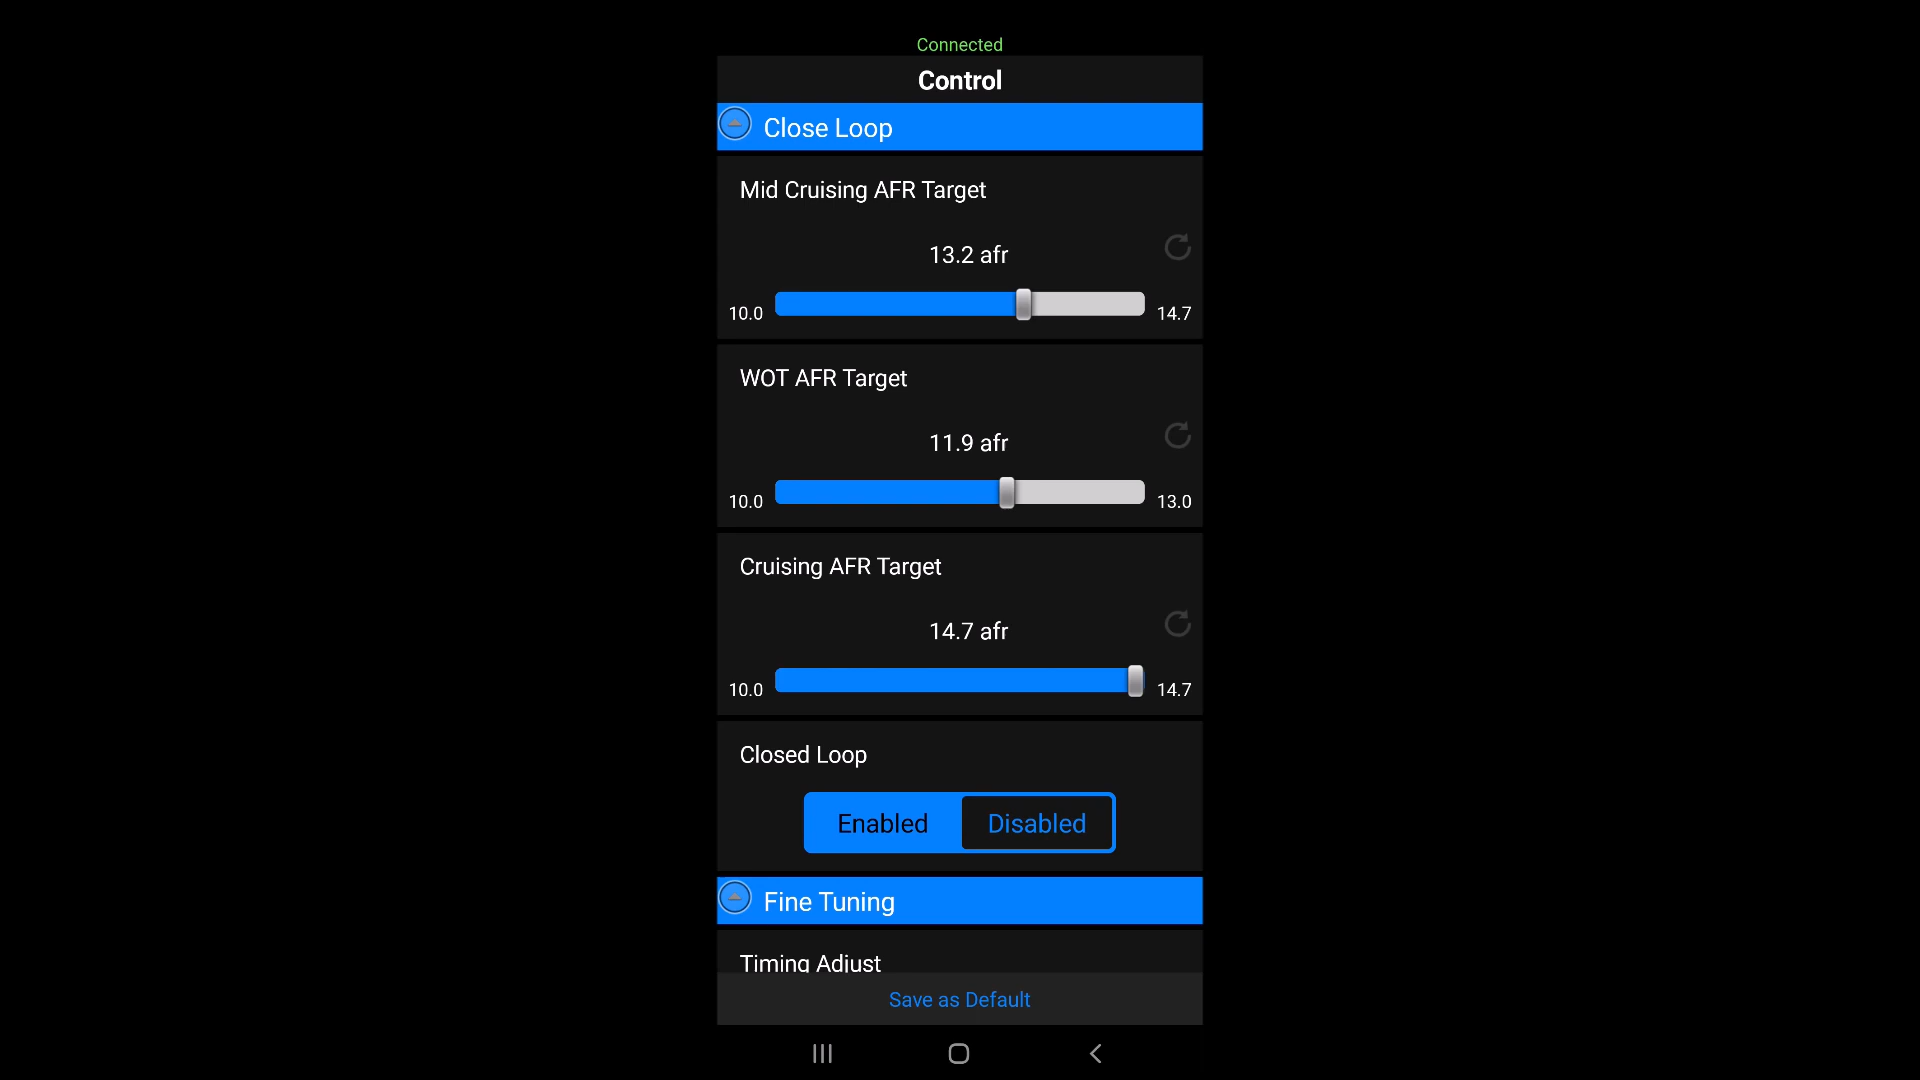 Connected
Control
Close Loop
Mid Cruising AFR Target
13.2 afr
10.0
14.7
WOT AFR Target
11.9 afr
10.0
13.0
Cruising AFR Target
14.7 afr
10.0
14.7
Closed Loop
Enabled
Disabled
Fine Tuning
Timing Adjust
Save as Default